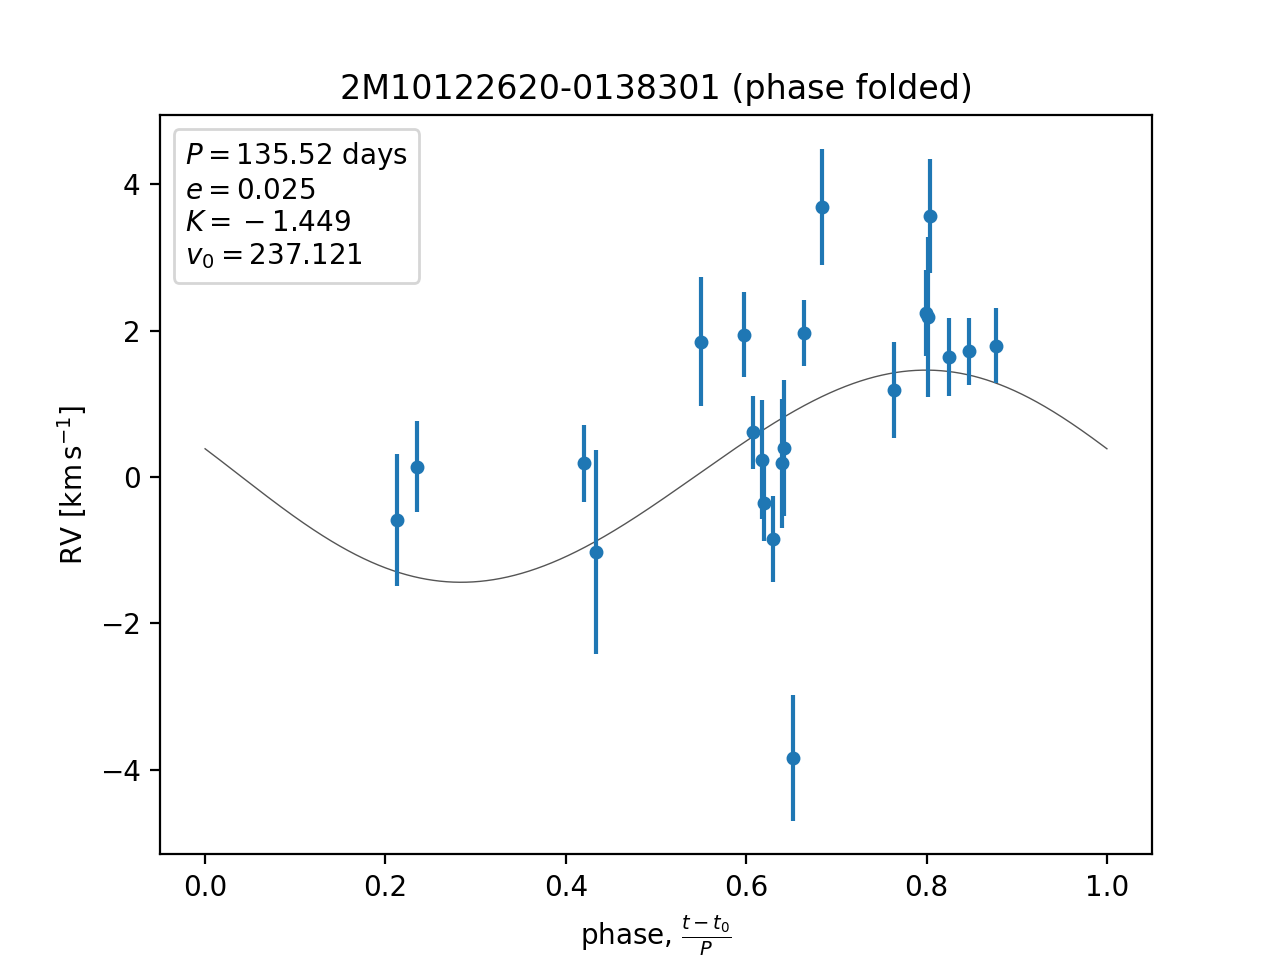 2M10122620-0138301 (phase folded)
P = 135.52 days
e = 0.025
K = −1.449
v₀ = 237.121
4
2
0
−2
−4
RV [km s⁻¹]
0.0 0.2 0.4 0.6 0.8 1.0
phase, (t − t₀)/P